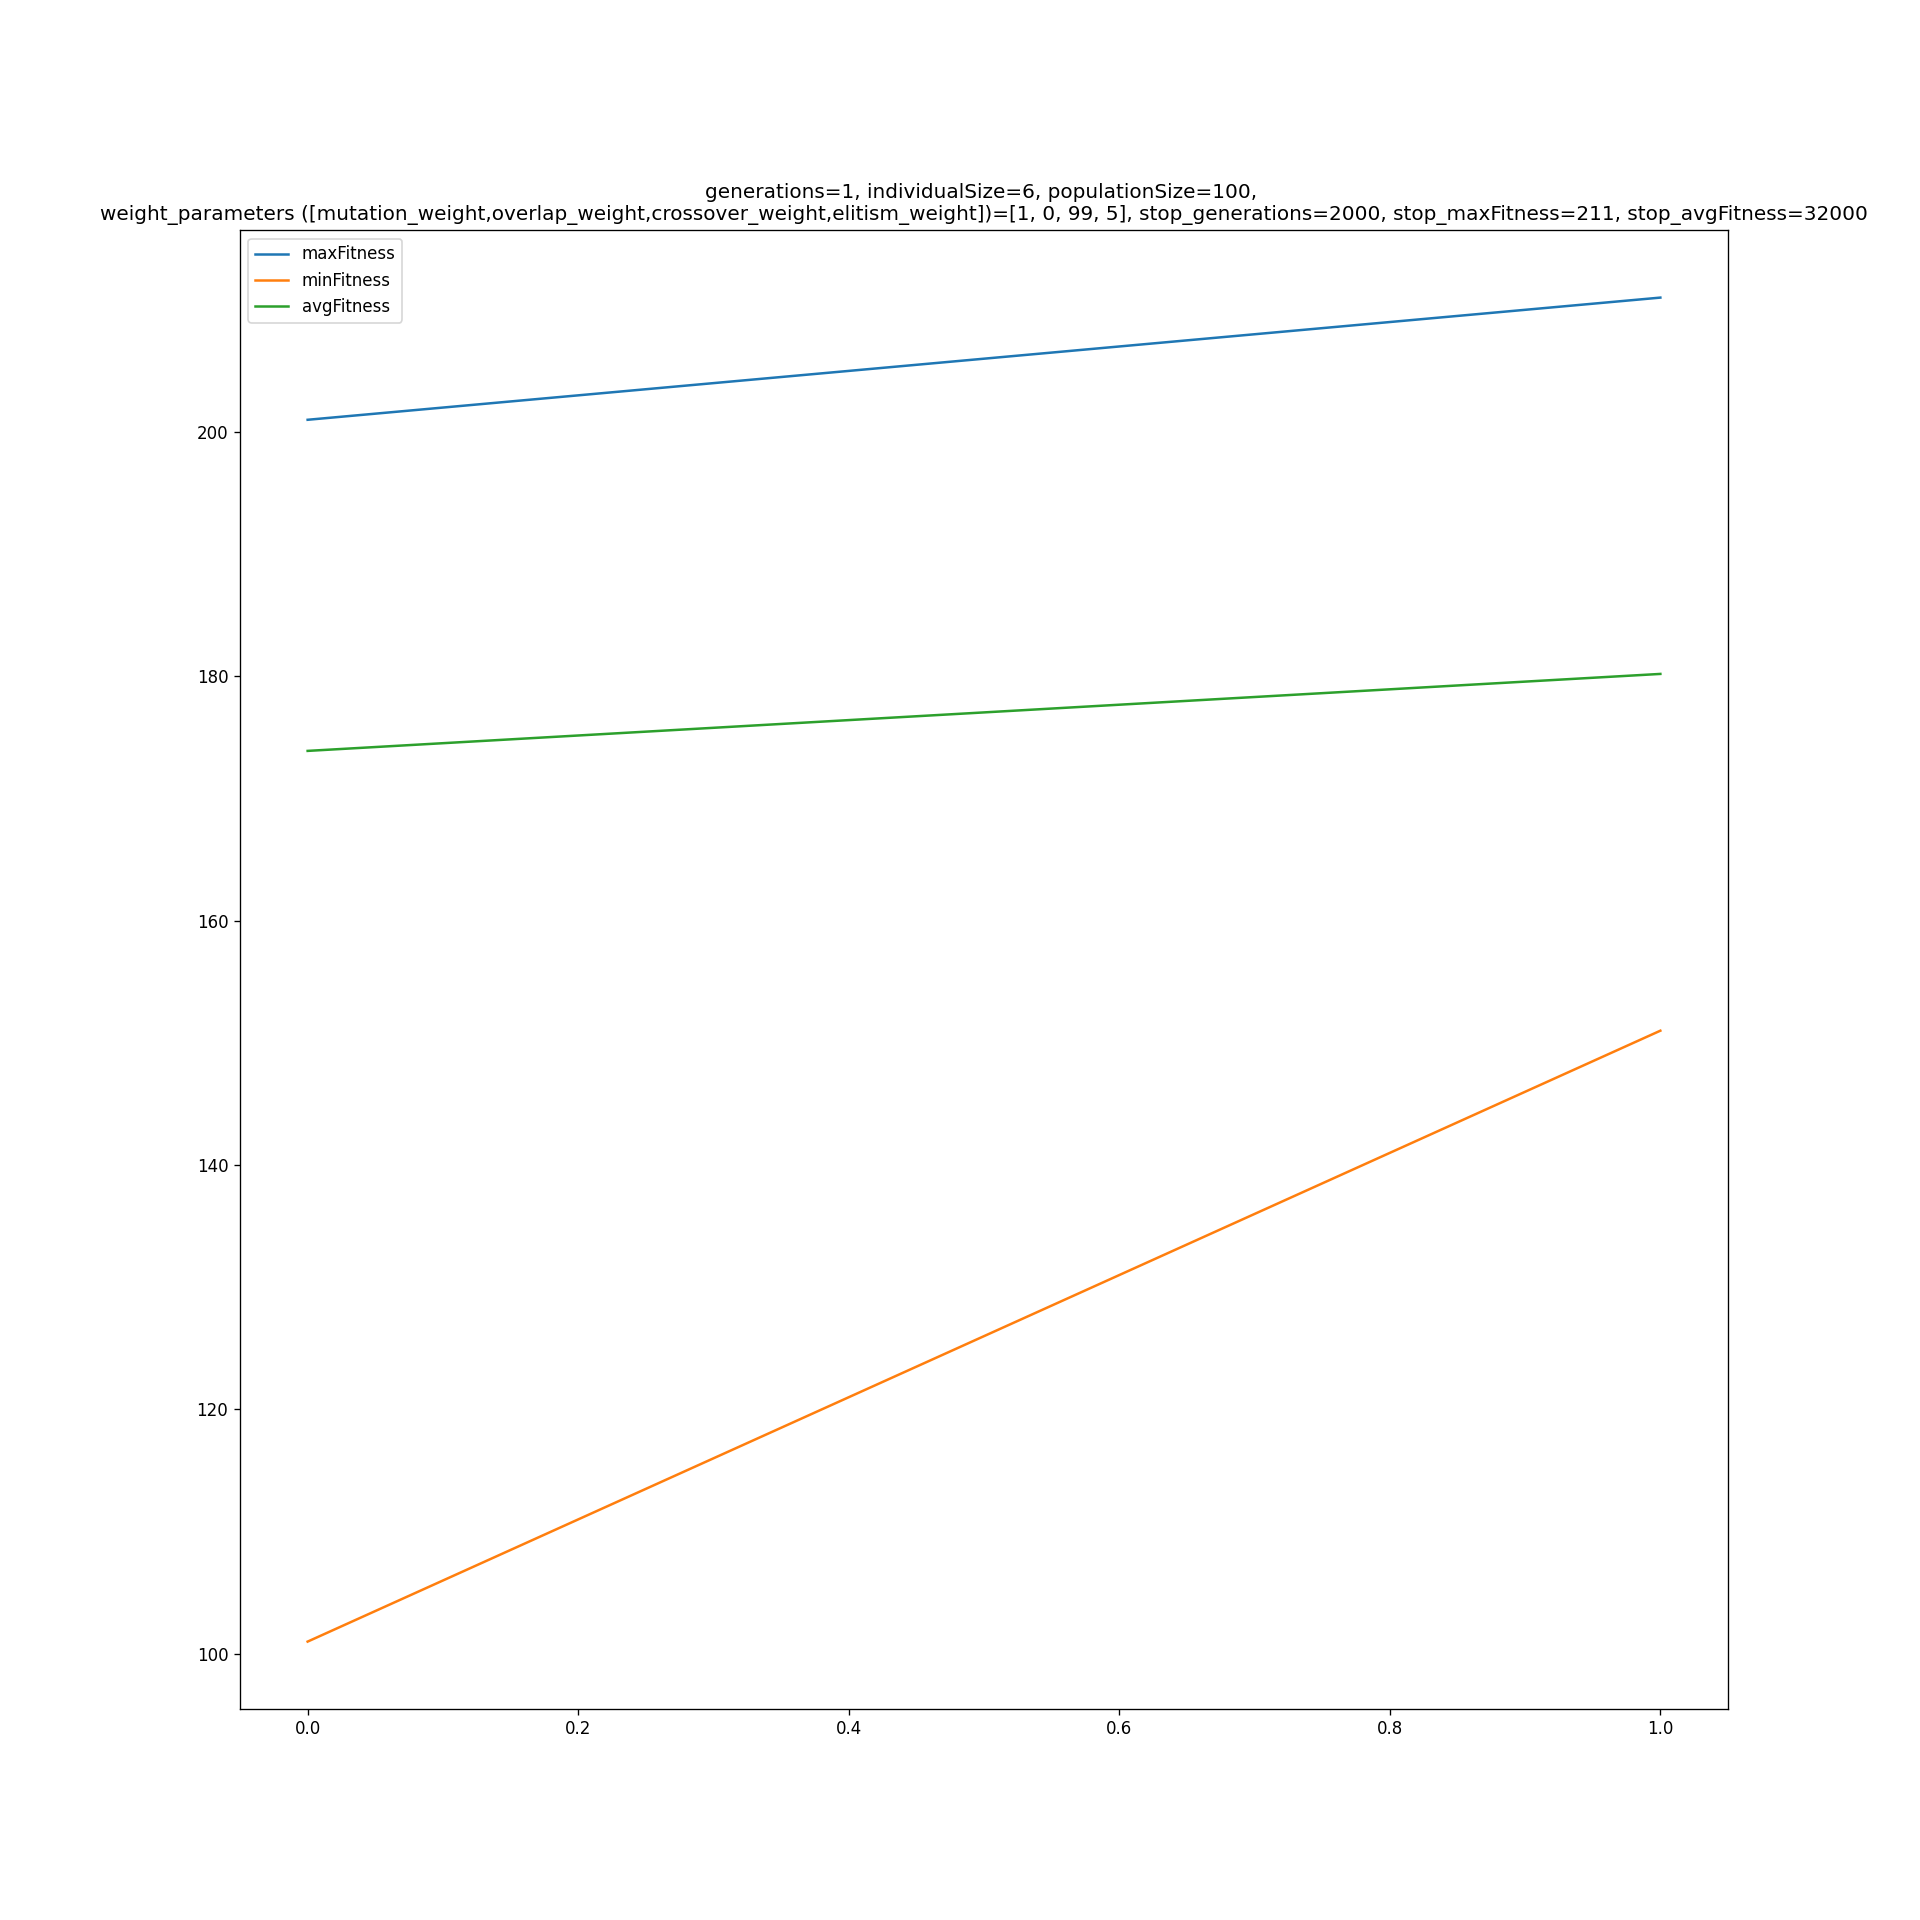 generations=1, individualSize=6, populationSize=100,
weight_parameters ([mutation_weight,overlap_weight,crossover_weight,elitism_weight])=[1, 0, 99, 5], stop_generations=2000, stop_maxFitness=211, stop_avgFitness=32000
maxFitness
minFitness
avgFitness
200
180
160
140
120
100
0.0 0.2 0.4 0.6 0.8 1.0